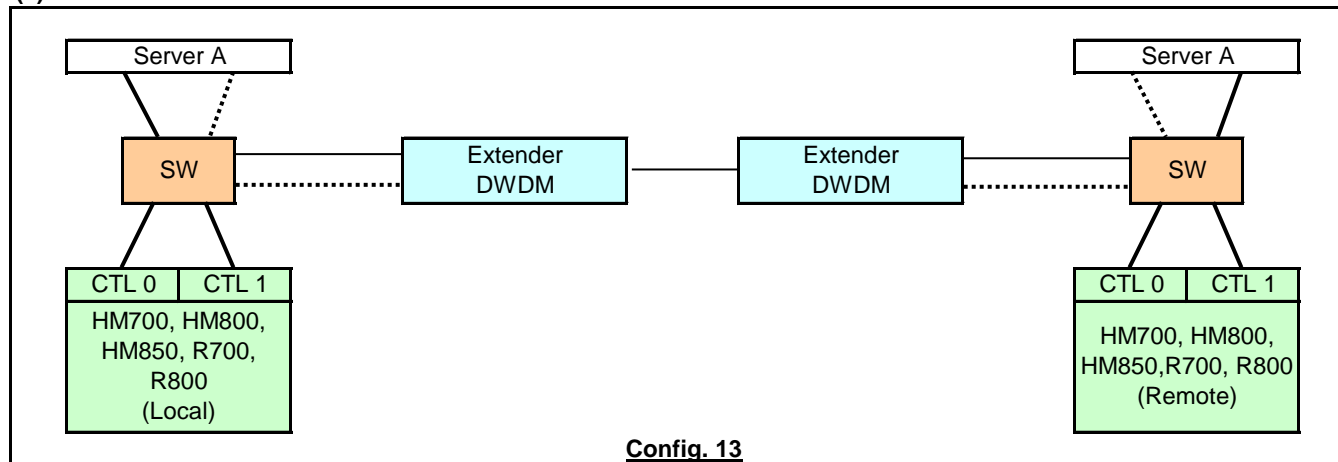 Server A
Server A
SW
Extender
DWDM
Extender
DWDM
SW
CTL 0
CTL 1
HM700, HM800,
HM850, R700,
R800
(Local)
CTL 0
CTL 1
HM700, HM800,
HM850,R700, R800
(Remote)
Config. 13